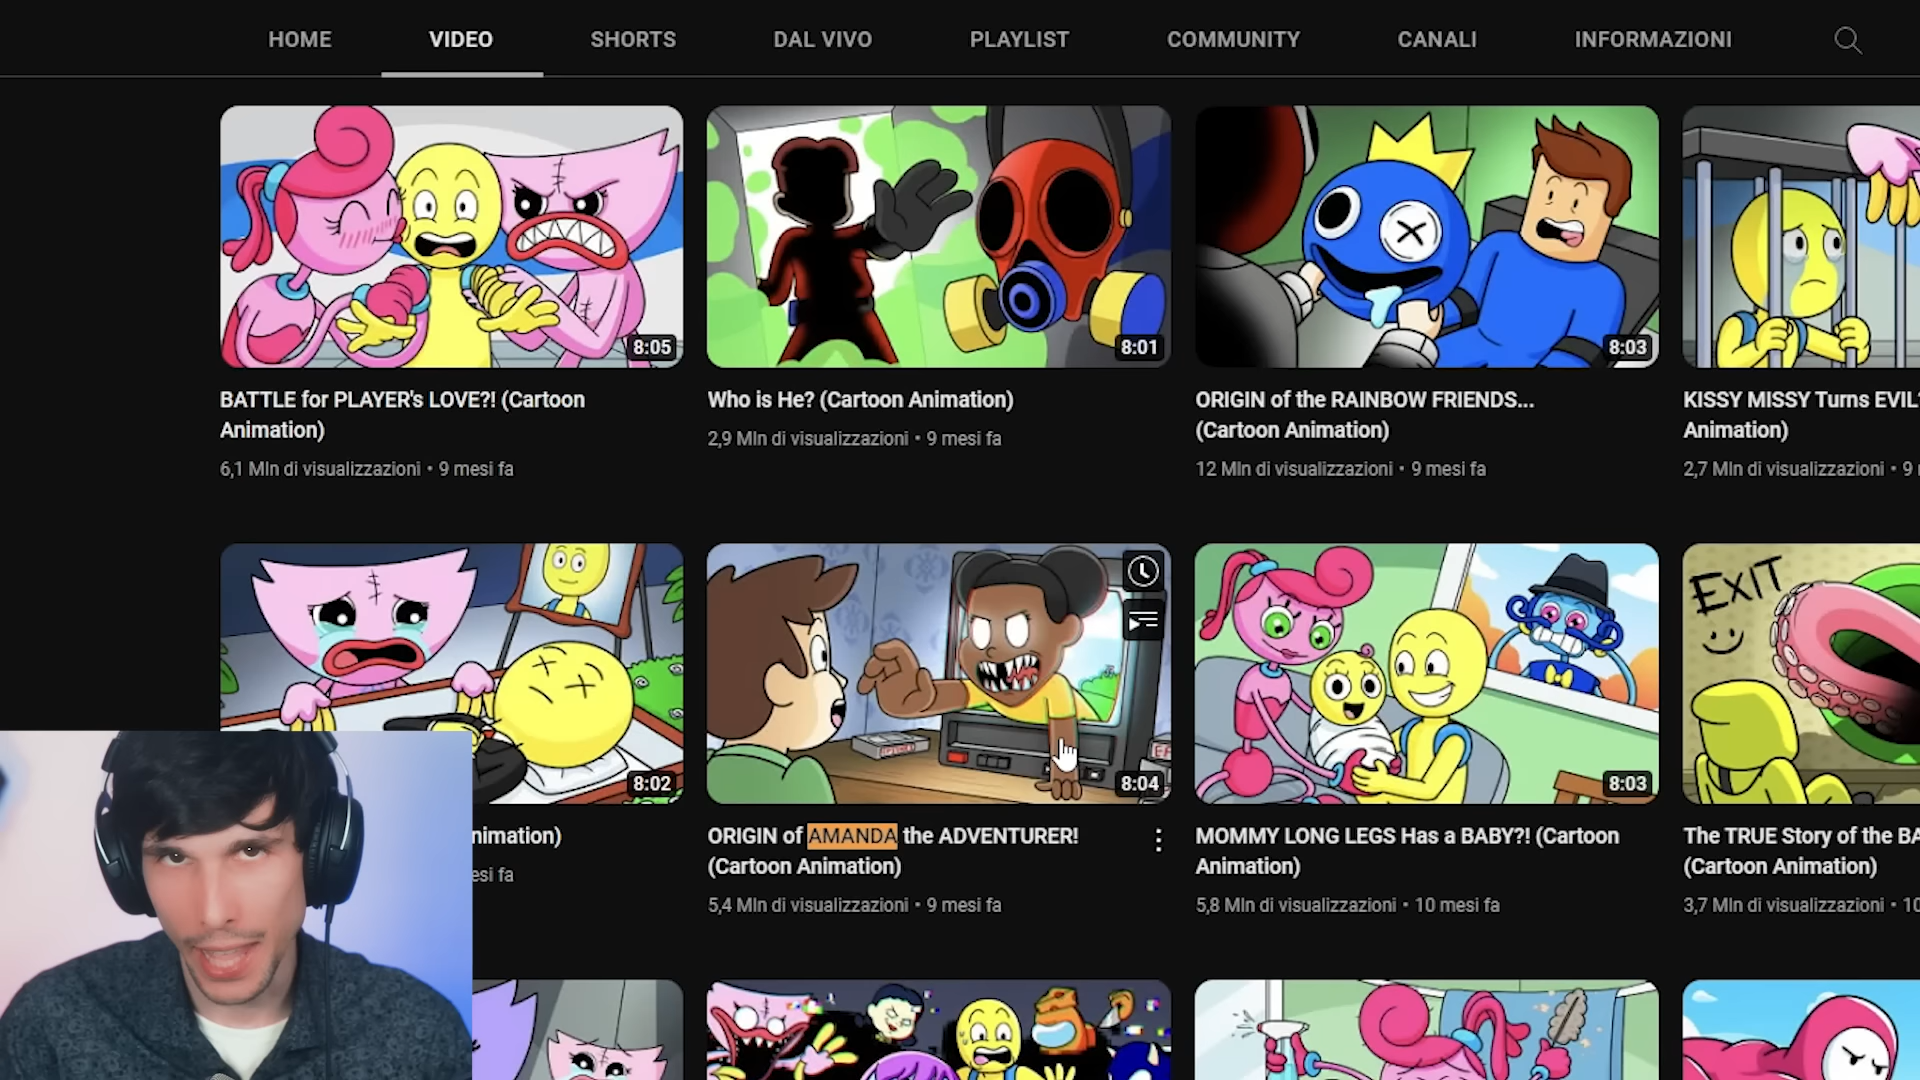 HOME VIDEO SHORTS DAL VIVO PLAYLIST COMMUNITY CANALI INFORMAZIONI
8:05
8:01
8:03
BATTLE for PLAYER's LOVE?! (Cartoon
Animation)
6,1 Mln di visualizzazioni • 9 mesi fa
Who is He? (Cartoon Animation)
2,9 Mln di visualizzazioni • 9 mesi fa
ORIGIN of the RAINBOW FRIENDS...
(Cartoon Animation)
12 Mln di visualizzazioni • 9 mesi fa
KISSY MISSY Turns EVIL
Animation)
2,7 Mln di visualizzazioni • 9
EXIT
8:02
8:04
8:03
nimation)
esi fa
ORIGIN of AMANDA the ADVENTURER!
(Cartoon Animation)
5,4 Mln di visualizzazioni • 9 mesi fa
MOMMY LONG LEGS Has a BABY?! (Cartoon
Animation)
5,8 Mln di visualizzazioni • 10 mesi fa
The TRUE Story of the BA
(Cartoon Animation)
3,7 Mln di visualizzazioni • 10